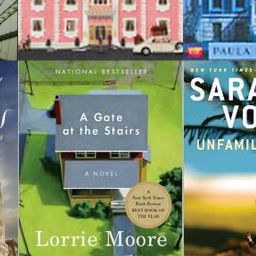 PAULA
NATIONAL BESTSELLER
A Gate
at the Stairs
A NOVEL
A New York Times
Book Review
BEST BOOK OF
THE YEAR
Lorrie Moore
NEW YORK TIMES
SARA
VO
UNFAMIL